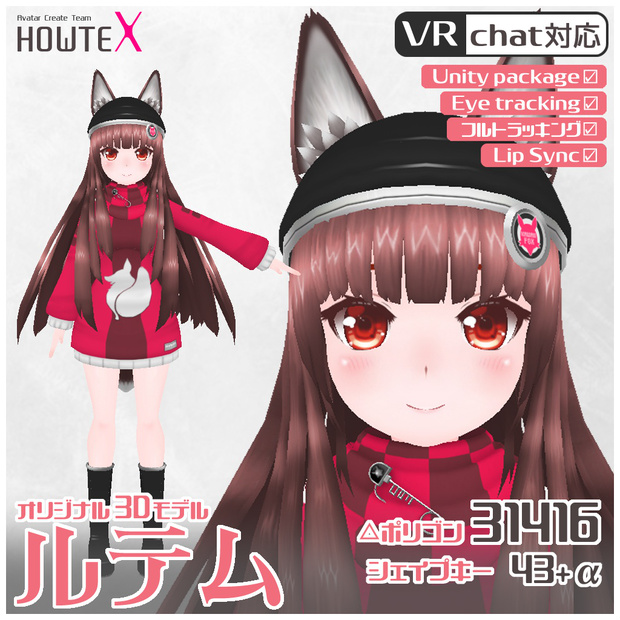 Avatar Create Team
HOWTEX
VR chat対応
Unity package☑
Eye tracking☑
フルトラッキング☑
Lip Sync☑
FOX
オリジナル3Dモデル
ルテム
△ポリゴン 31416
シェイプキー 43+α